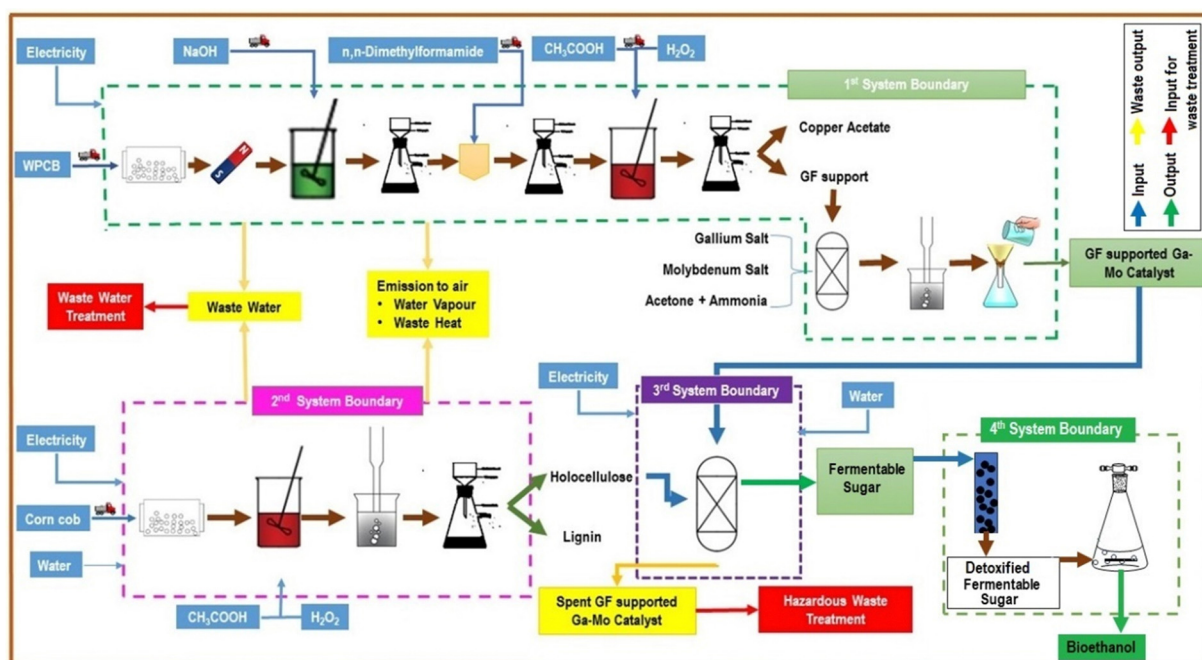 Electricity
NaOH
n,n-Dimethylformamide
CH₃COOH
H₂O₂
1st System Boundary
Waste output
Input for
waste treatment
Input
Output
WPCB
N
S
Copper Acetate
GF support
Gallium Salt
Molybdenum Salt
Acetone + Ammonia
GF supported Ga-
Mo Catalyst
Waste Water
Treatment
Waste Water
Emission to air
• Water Vapour
• Waste Heat
2nd System Boundary
Electricity
3rd System Boundary
Water
4th System Boundary
Electricity
Corn cob
Water
Holocellulose
Lignin
Fermentable
Sugar
Detoxified
Fermentable
Sugar
CH₃COOH
H₂O₂
Spent GF supported
Ga-Mo Catalyst
Hazardous Waste
Treatment
Bioethanol